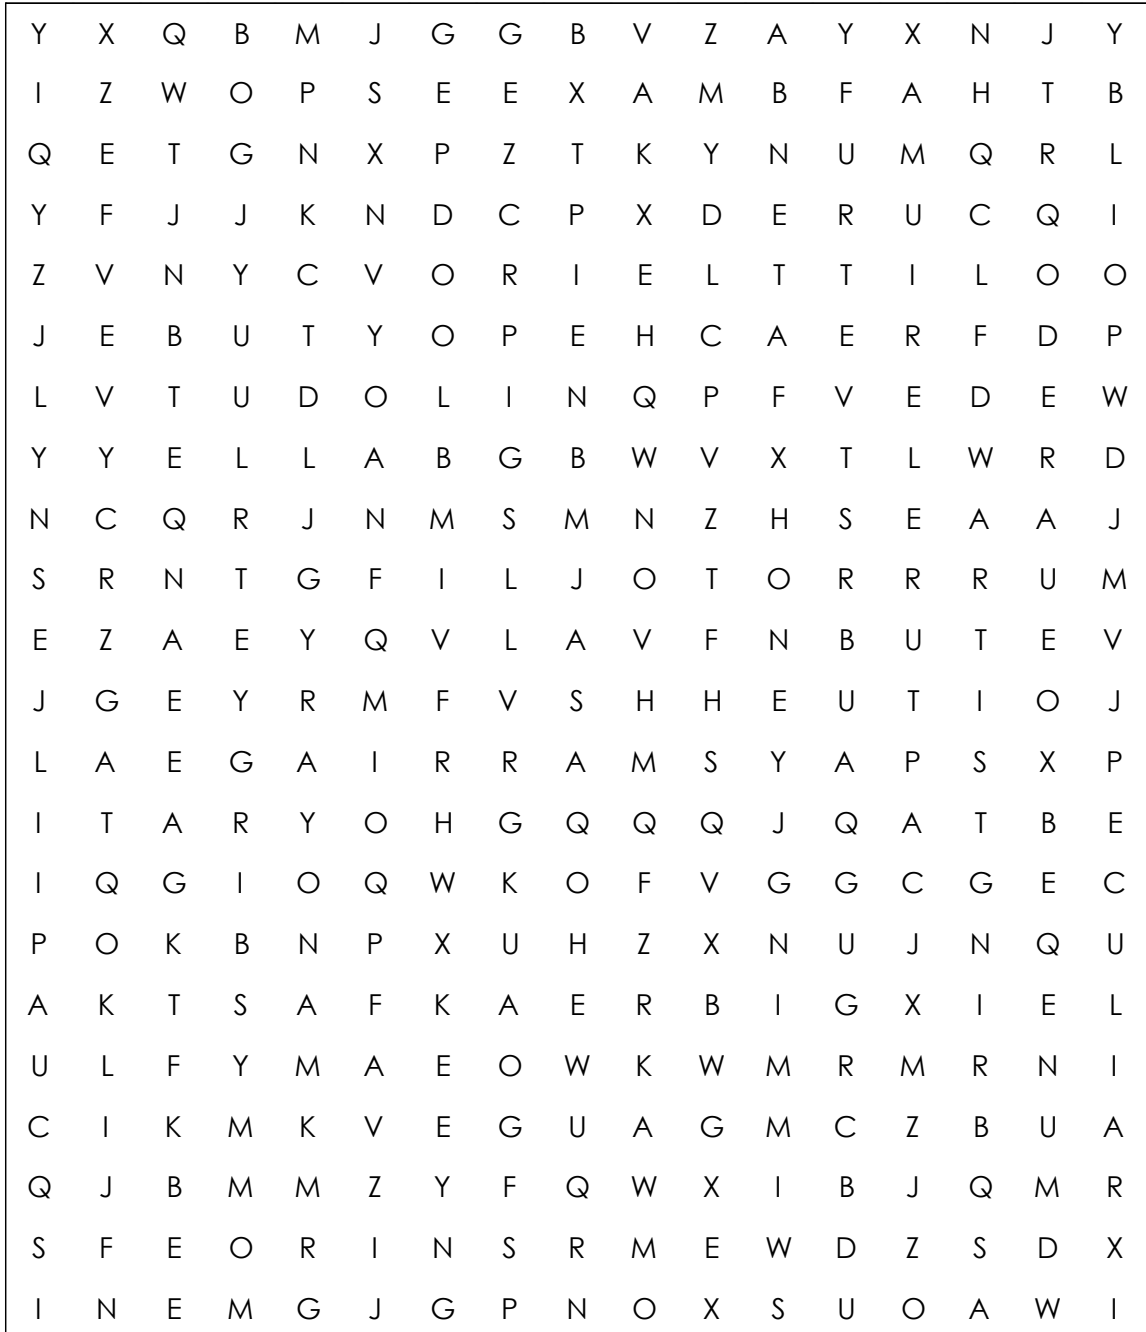 Y X Q B M J G G B V Z A Y X N J Y
I Z W O P S E E X A M B F A H T B
Q E T G N X P Z T K Y N U M Q R L
Y F J J K N D C P X D E R U C Q I
Z V N Y C V O R I E L T T I L O O
J E B U T Y O P E H C A E R F D P
L V T U D O L I N Q P F V E D E W
Y Y E L L A B G B W V X T L W R D
N C Q R J N M S M N Z H S E A A J
S R N T G F I L J O T O R R R U M
E Z A E Y Q V L A V F N B U T E V
J G E Y R M F V S H H E U T I O J
L A E G A I R R A M S Y A P S X P
I T A R Y O H G Q Q Q J Q A T B E
I Q G I O Q W K O F V G G C G E C
P O K B N P X U H Z X N U J N Q U
A K T S A F K A E R B I G X I E L
U L F Y M A E O W K W M R M R N I
C I K M K V E G U A G M C Z B U A
Q J B M M Z Y F Q W X I B J Q M R
S F E O R I N S R M E W D Z S D X
I N E M G J G P N O X S U O A W I